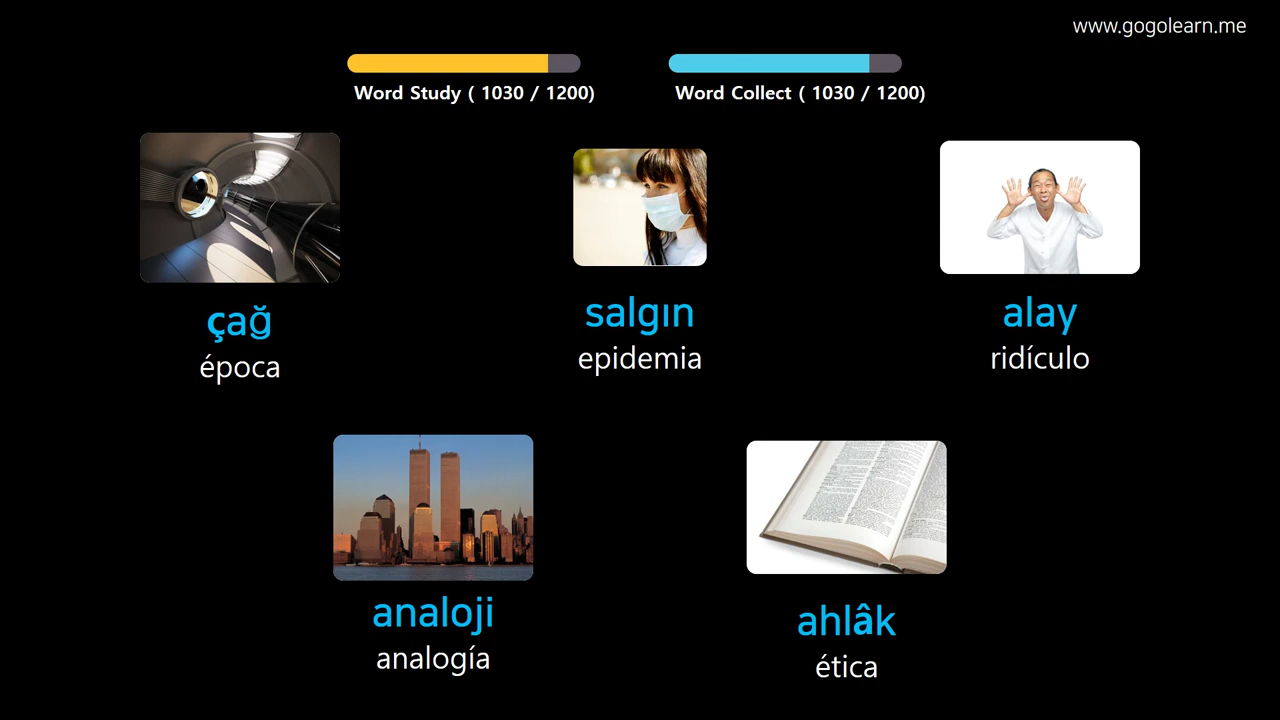 www.gogolearn.me
Word Study ( 1030 / 1200)
Word Collect ( 1030 / 1200)
çağ
época
salgın
epidemia
alay
ridículo
analoji
analogía
ahlâk
ética